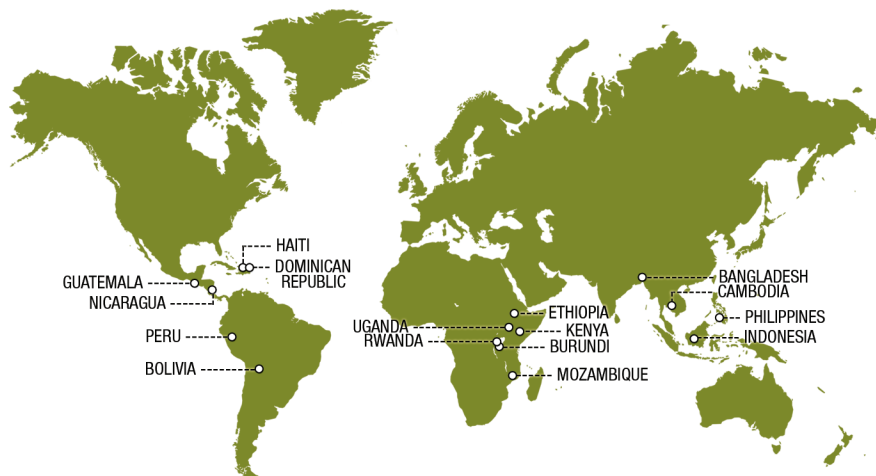 HAITI
DOMINICAN
REPUBLIC
GUATEMALA
NICARAGUA
PERU
BOLIVIA
ETHIOPIA
UGANDA
KENYA
RWANDA
BURUNDI
MOZAMBIQUE
BANGLADESH
CAMBODIA
PHILIPPINES
INDONESIA